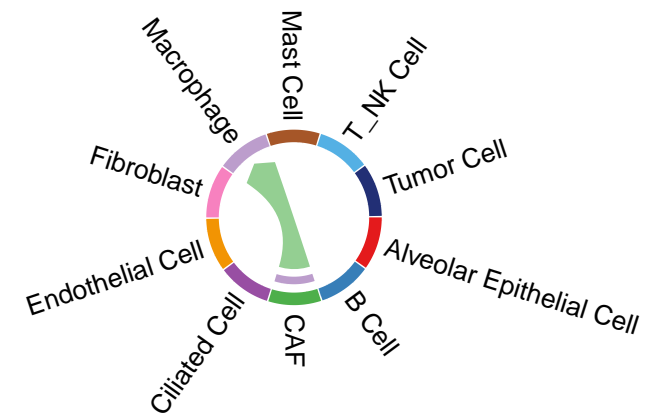 Mast Cell
T_NK Cell
Tumor Cell
Alveolar Epithelial Cell
B Cell
CAF
Ciliated Cell
Endothelial Cell
Fibroblast
Macrophage